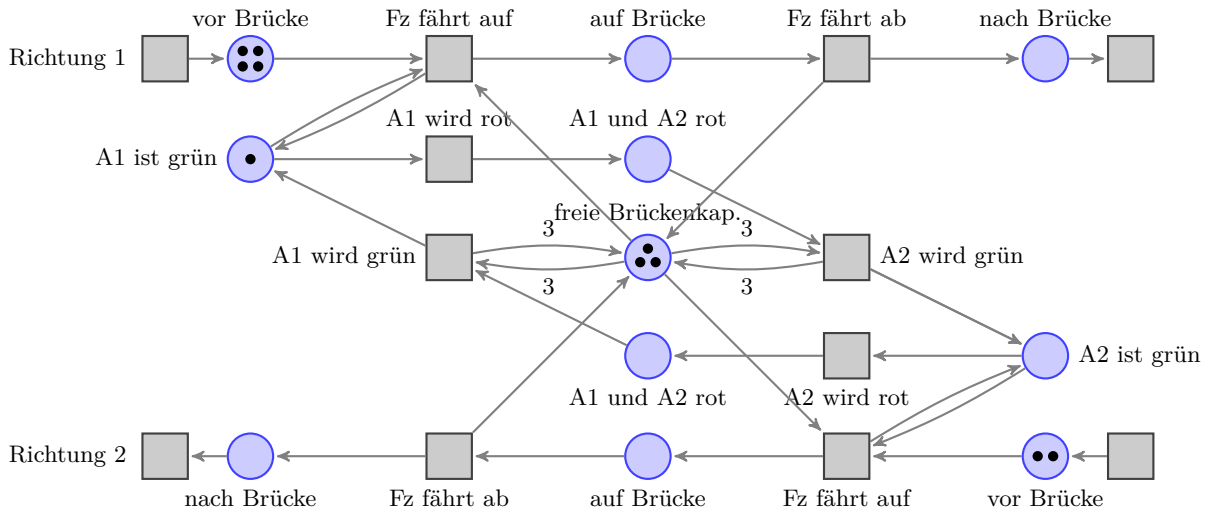 vor Brücke
Fz fährt auf
auf Brücke
Fz fährt ab
nach Brücke
Richtung 1
A1 wird rot
A1 und A2 rot
A1 ist grün
freie Brückenkap.
3
3
A1 wird grün
A2 wird grün
3
3
A2 ist grün
A1 und A2 rot
A2 wird rot
Richtung 2
nach Brücke
Fz fährt ab
auf Brücke
Fz fährt auf
vor Brücke